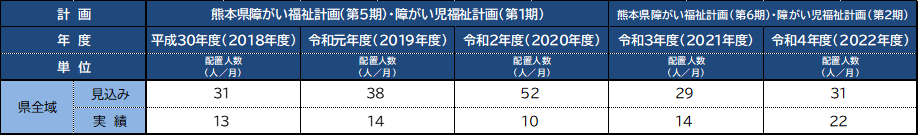 計 画 熊本県障がい福祉計画(第5期)・障がい児福祉計画(第1期) 熊本県障がい福祉計画(第6期)・障がい児福祉計画(第2期)
年 度 平成30年度(2018年度) 令和元年度(2019年度) 令和2年度(2020年度) 令和3年度(2021年度) 令和4年度(2022年度)
単 位 配置人数 配置人数 配置人数 配置人数 配置人数
(人/月) (人/月) (人/月) (人/月) (人/月)
県全域 見込み 31 38 52 29 31
実 績 13 14 10 14 22